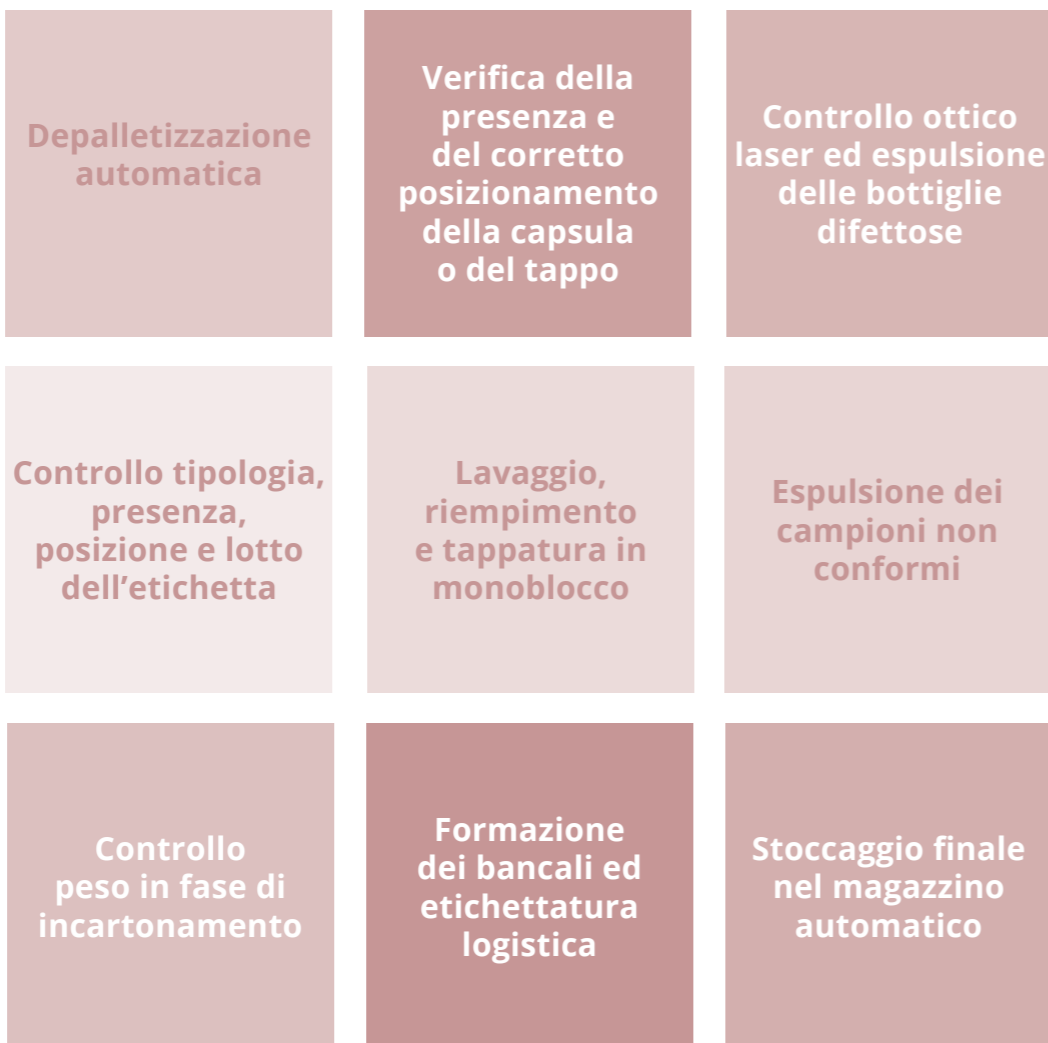 Depalletizzazione
automatica
Verifica della
presenza e
del corretto
posizionamento
della capsula
o del tappo
Controllo ottico
laser ed espulsione
delle bottiglie
difettose
Controllo tipologia,
presenza,
posizione e lotto
dell’etichetta
Lavaggio,
riempimento
e tappatura in
monoblocco
Espulsione dei
campioni non
conformi
Controllo
peso in fase di
incartonamento
Formazione
dei bancali ed
etichettatura
logistica
Stoccaggio finale
nel magazzino
automatico